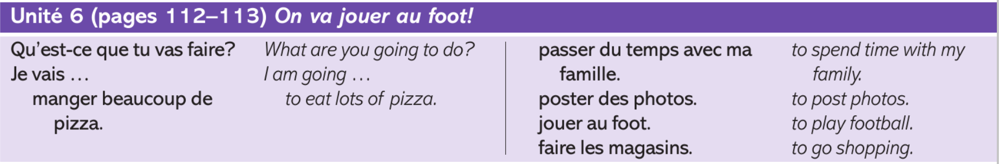 Unité 6 (pages 112–113) On va jouer au foot!
Qu’est-ce que tu vas faire? What are you going to do?
Je vais … I am going …
manger beaucoup de to eat lots of pizza.
pizza.
passer du temps avec ma to spend time with my
famille. family.
poster des photos. to post photos.
jouer au foot. to play football.
faire les magasins. to go shopping.